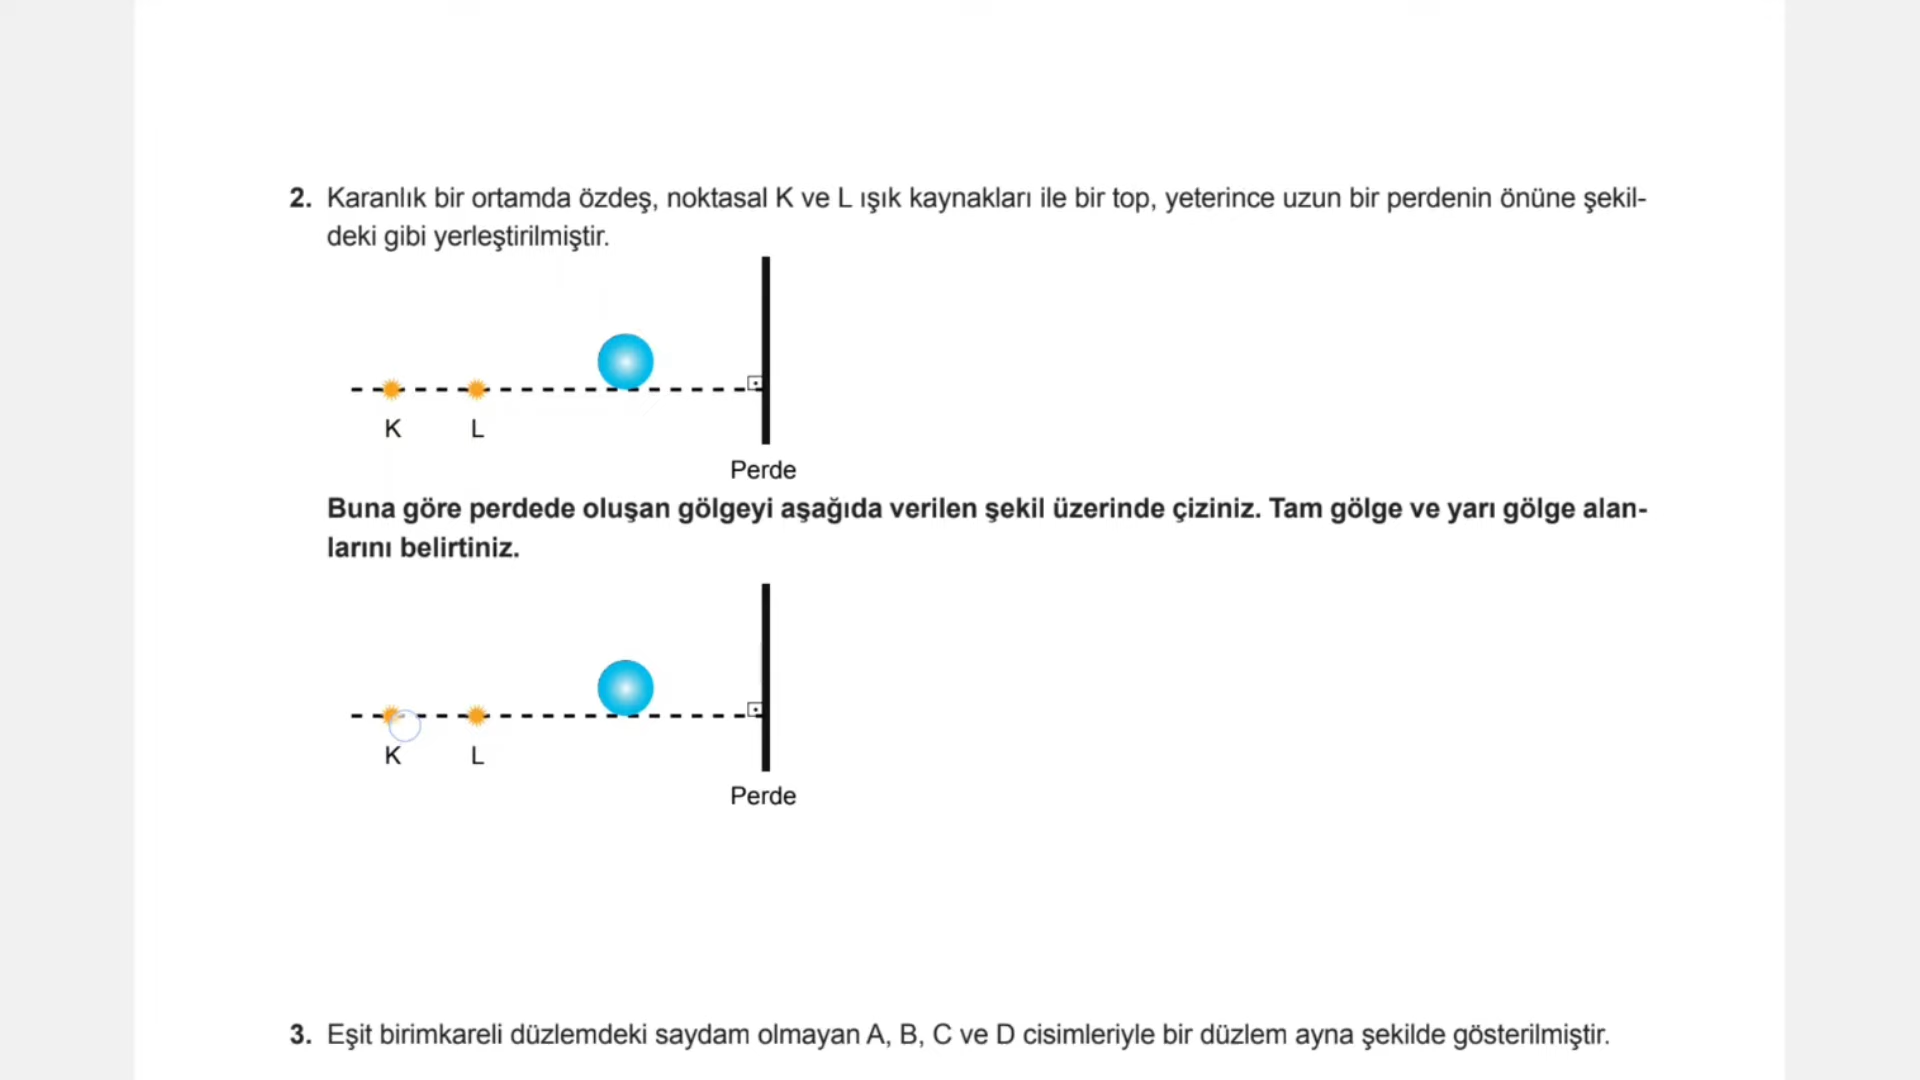 2. Karanlık bir ortamda özdeş, noktasal K ve L ışık kaynakları ile bir top, yeterince uzun bir perdenin önüne şekil-
deki gibi yerleştirilmiştir.
K L
Perde
Buna göre perdede oluşan gölgeyi aşağıda verilen şekil üzerinde çiziniz. Tam gölge ve yarı gölge alan-
larını belirtiniz.
K L
Perde
3. Eşit birimkareli düzlemdeki saydam olmayan A, B, C ve D cisimleriyle bir düzlem ayna şekilde gösterilmiştir.